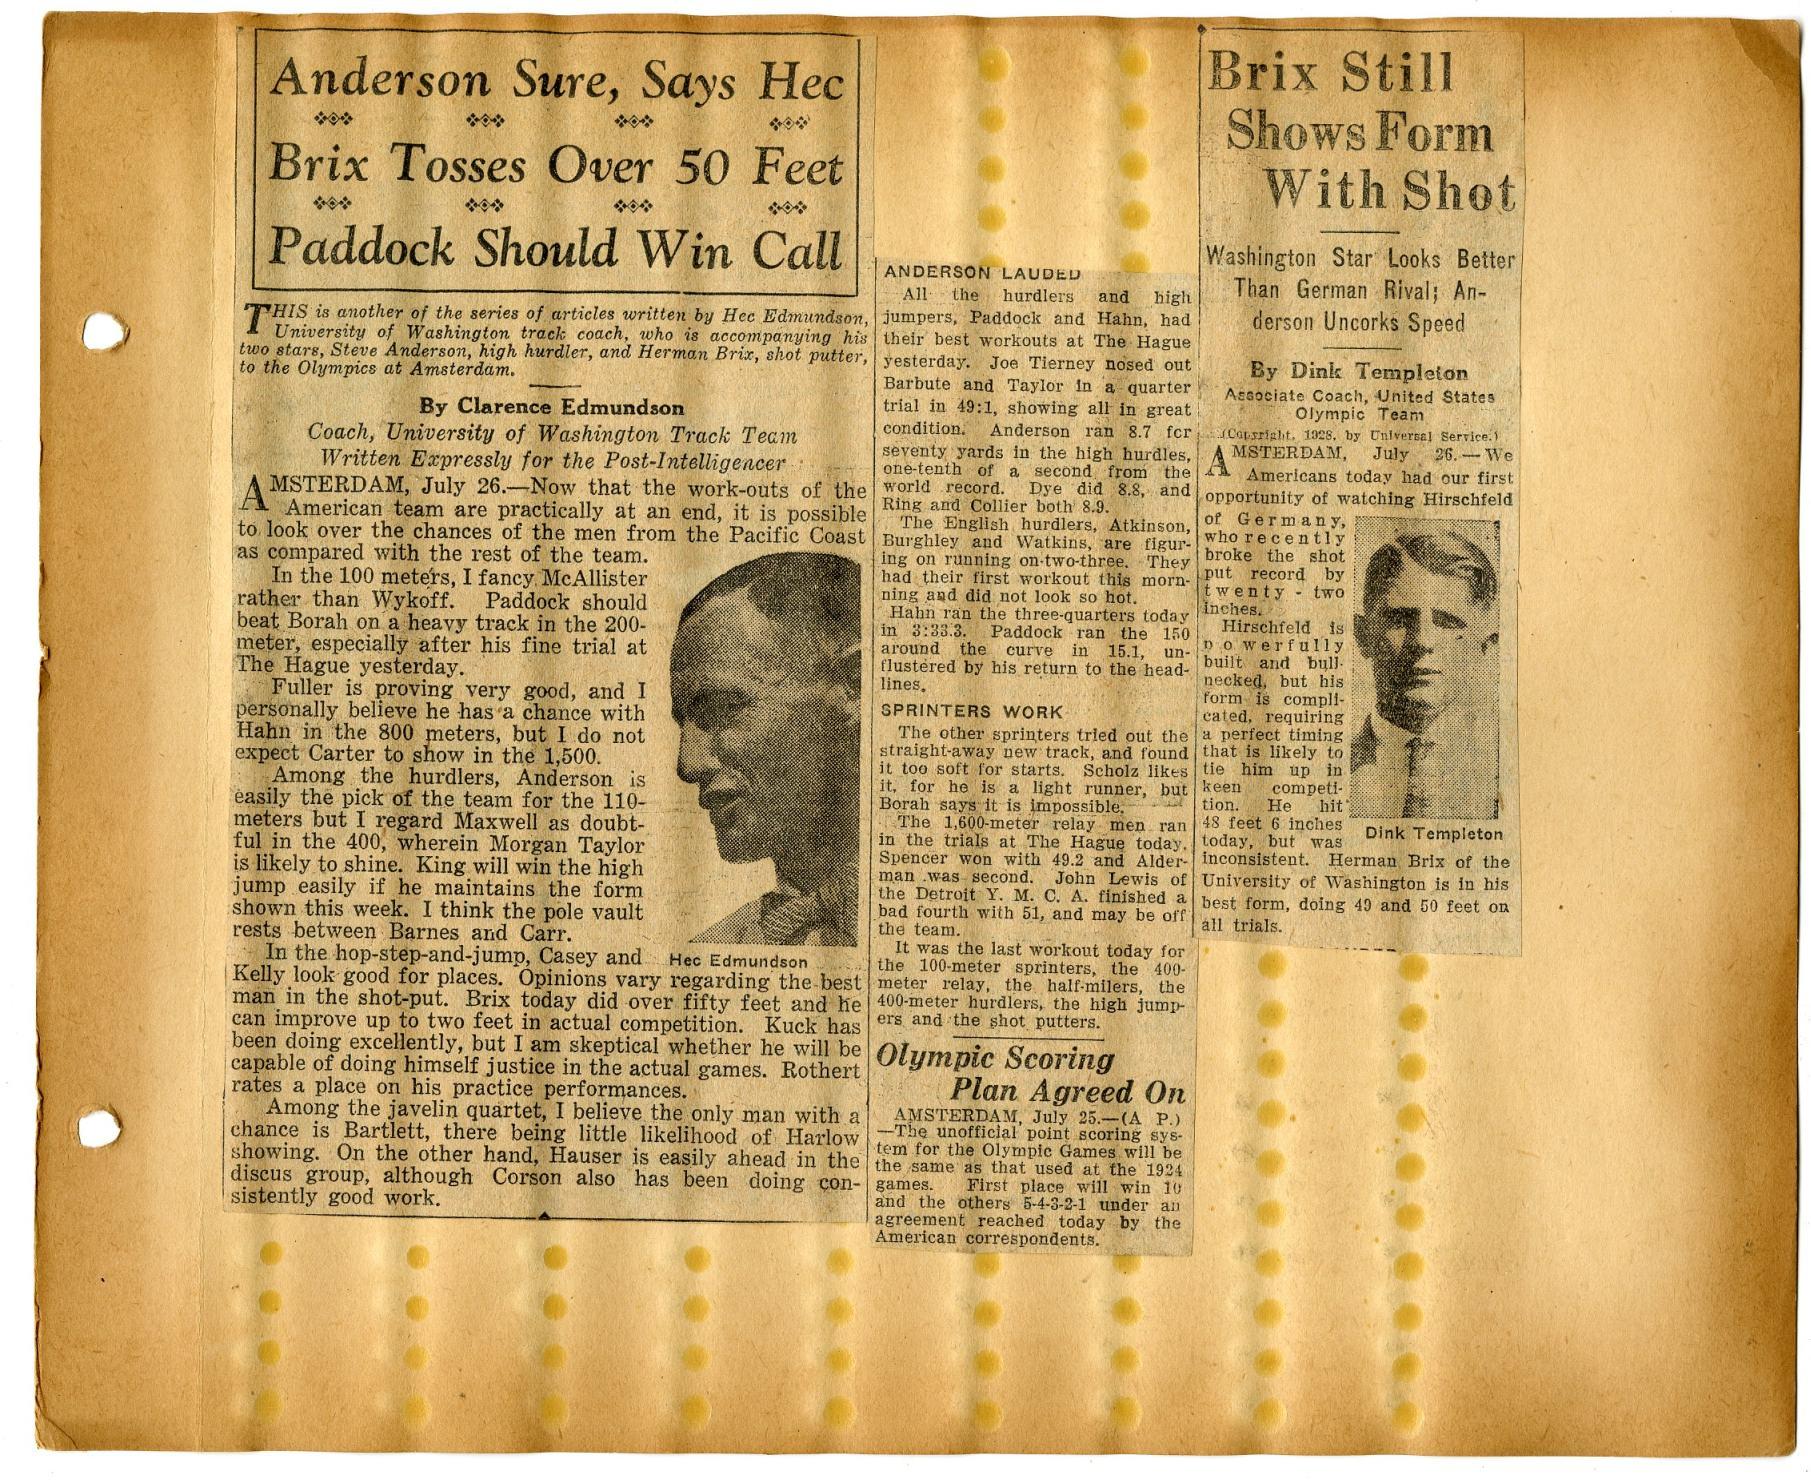 Anderson Sure, Says Hec
Brix Tosses Over 50 Feet
Paddock Should Win Call
THIS is another of the series of articles written by Hec Edmundson,
University of Washington track coach, who is accompanying his
two stars, Steve Anderson, high hurdler, and Herman Brix, shot putter,
to the Olympics at Amsterdam.
By Clarence Edmundson
Coach, University of Washington Track Team
Written Expressly for the Post-Intelligencer
AMSTERDAM, July 26.—Now that the work-outs of the
American team are practically at an end, it is possible
to look over the chances of the men from the Pacific Coast
as compared with the rest of the team.
In the 100 meters, I fancy McAllister
rather than Wykoff. Paddock should
beat Borah on a heavy track in the 200-
meter, especially after his fine trial at
The Hague yesterday.
Fuller is proving very good, and I
personally believe he has a chance with
Hahn in the 800 meters, but I do not
expect Carter to show in the 1,500.
Among the hurdlers, Anderson is
easily the pick of the team for the 110-
meters but I regard Maxwell as doubt-
ful in the 400, wherein Morgan Taylor
is likely to shine. King will win the high
jump easily if he maintains the form
shown this week. I think the pole vault
rests between Barnes and Carr.
In the hop-step-and-jump, Casey and
Hec Edmundson
Kelly look good for places. Opinions vary regarding the best
man in the shot-put. Brix today did over fifty feet and he
can improve up to two feet in actual competition. Kuck has
been doing excellently, but I am skeptical whether he will be
capable of doing himself justice in the actual games. Rothert
rates a place on his practice performances.
Among the javelin quartet, I believe the only man with a
chance is Bartlett, there being little likelihood of Harlow
showing. On the other hand, Hauser is easily ahead in the
discus group, although Corson also has been doing con-
sistently good work.
ANDERSON LAUDED
All the hurdlers and high
jumpers, Paddock and Hahn, had
their best workouts at The Hague
yesterday. Joe Tierney nosed out
Barbute and Taylor in a quarter
trial in 49:1, showing all in great
condition. Anderson ran 8.7 for
seventy yards in the high hurdles,
one-tenth of a second from the
world record. Dye did 8.8, and
Ring and Collier both 8.9.
The English hurdlers, Atkinson,
Burghley and Watkins, are figur-
ing on running on-two-three. They
had their first workout this morn-
ning and did not look so hot.
Hahn ran the three-quarters today
in 3:33.3. Paddock ran the 150
around the curve in 15.1, un-
flustered by his return to the head-
lines.
SPRINTERS WORK
The other sprinters tried out the
straight-away new track, and found
it too soft for starts. Scholz likes
it, for he is a light runner, but
Borah says it is impossible.
The 1,600-meter relay men ran
in the trials at The Hague today.
Spencer won with 49.2 and Alder-
man was second. John Lewis of
the Detroit Y. M. C. A. finished a
bad fourth with 51, and may be off
the team.
It was the last workout today for
the 100-meter sprinters, the 400-
meter relay, the half-milers, the
400-meter hurdlers, the high jump-
ers and the shot putters.
Olympic Scoring
Plan Agreed On
AMSTERDAM, July 25.—(A P.)
—The unofficial point scoring sys-
tem for the Olympic Games will be
the same as that used at the 1924
games. First place will win 10
and the others 5-4-3-2-1 under an
agreement reached today by the
American correspondents.
Brix Still
Shows Form
With Shot
Washington Star Looks Better
Than German Rival; An-
derson Uncorks Speed
By Dink Templeton
Associate Coach, United States
Olympic Team
(Copyright, 1928, by Universal Service.)
AMSTERDAM, July 26.—We
Americans today had our first
opportunity of watching Hirschfeld
of Germany,
who recently
broke the shot
put record by
twenty-two
inches.
Hirschfeld is
powerfully
built and bull-
necked, but his
form is compli-
cated, requiring
a perfect timing
that is likely to
tie him up in
keen competi-
tion. He hit
48 feet 6 inches
today, but was
Dink Templeton
inconsistent. Herman Brix of the
University of Washington is in his
best form, doing 49 and 50 feet on
all trials.